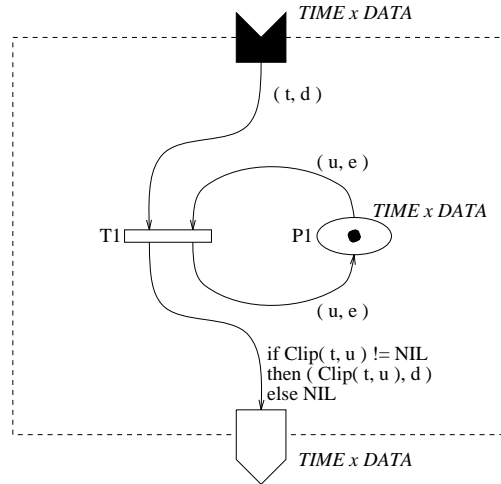 TIME x DATA
( t, d )
( u, e )
TIME x DATA
T1
P1
( u, e )
if Clip( t, u ) != NIL
then ( Clip( t, u ), d )
else NIL
TIME x DATA